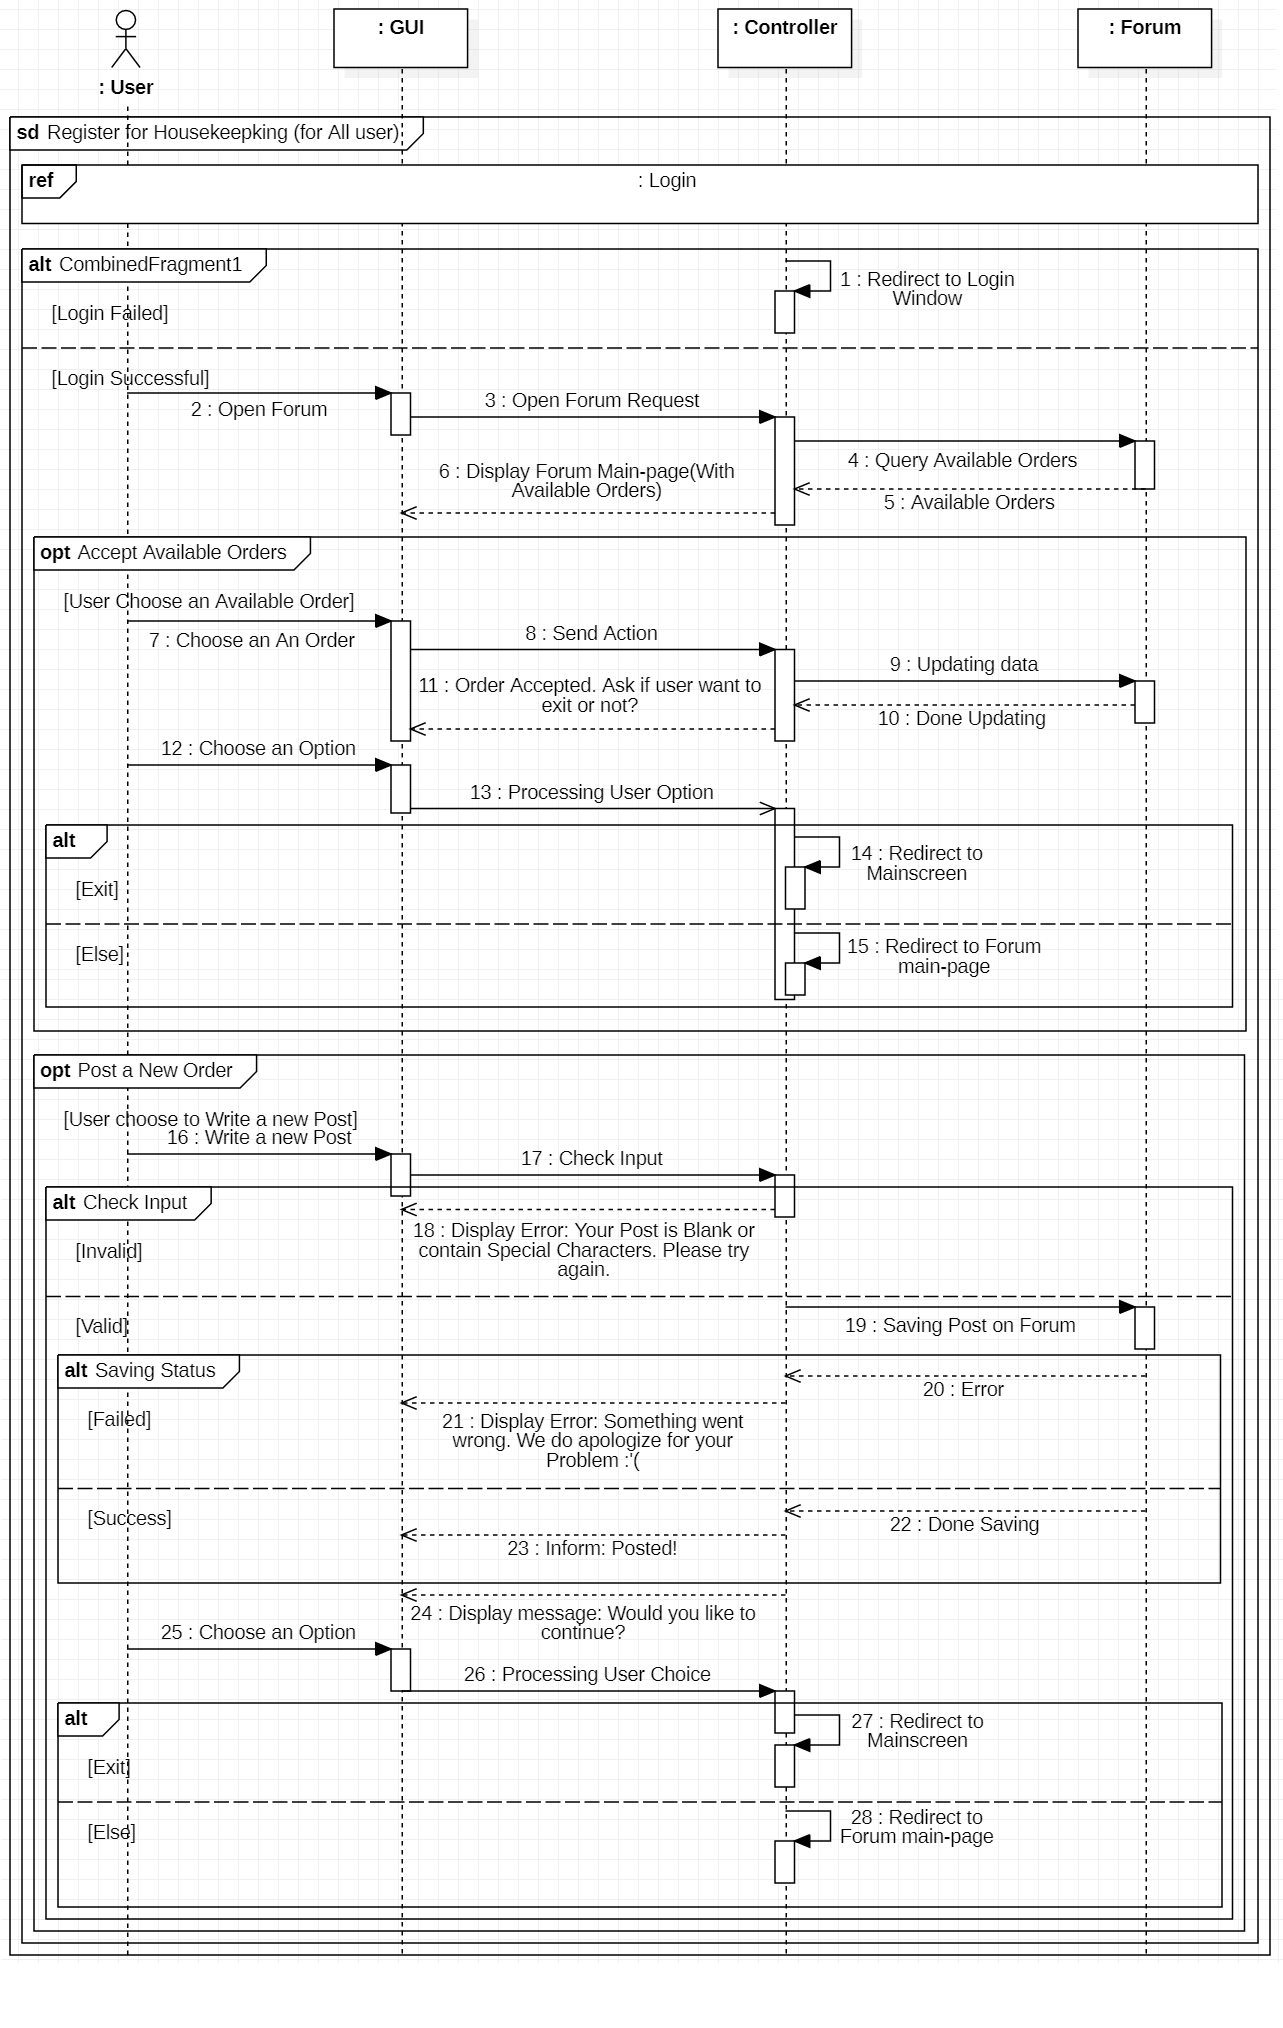 : User
: GUI
: Controller
: Forum
sd Register for Housekeepking (for All user)
ref
: Login
alt CombinedFragment1
1 : Redirect to Login
Window
[Login Failed]
[Login Successful]
2 : Open Forum
3 : Open Forum Request
4 : Query Available Orders
6 : Display Forum Main-page(With
Available Orders)
5 : Available Orders
opt Accept Available Orders
[User Choose an Available Order]
7 : Choose an An Order
8 : Send Action
9 : Updating data
11 : Order Accepted. Ask if user want to
exit or not?
10 : Done Updating
12 : Choose an Option
13 : Processing User Option
alt
14 : Redirect to
Mainscreen
[Exit]
[Else]
15 : Redirect to Forum
main-page
opt Post a New Order
[User choose to Write a new Post]
16 : Write a new Post
17 : Check Input
alt Check Input
18 : Display Error: Your Post is Blank or
contain Special Characters. Please try
again.
[Invalid]
[Valid]
19 : Saving Post on Forum
alt Saving Status
20 : Error
[Failed]
21 : Display Error: Something went
wrong. We do apologize for your
Problem :'(
[Success]
22 : Done Saving
23 : Inform: Posted!
24 : Display message: Would you like to
continue?
25 : Choose an Option
26 : Processing User Choice
alt
27 : Redirect to
Mainscreen
[Exit]
[Else]
28 : Redirect to
Forum main-page